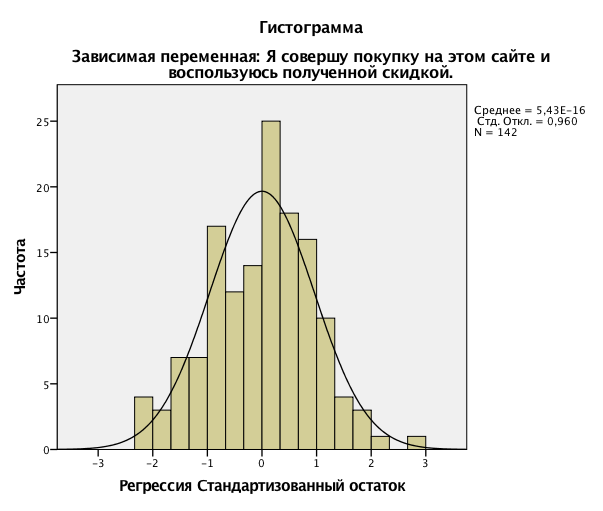 Гистограмма
Зависимая переменная: Я совершу покупку на этом сайте и
воспользуюсь полученной скидкой.
Среднее = 5,43E-16
Стд. Откл. = 0,960
N = 142
Частота
25
20
15
10
5
0
-3 -2 -1 0 1 2 3
Регрессия Стандартизованный остаток